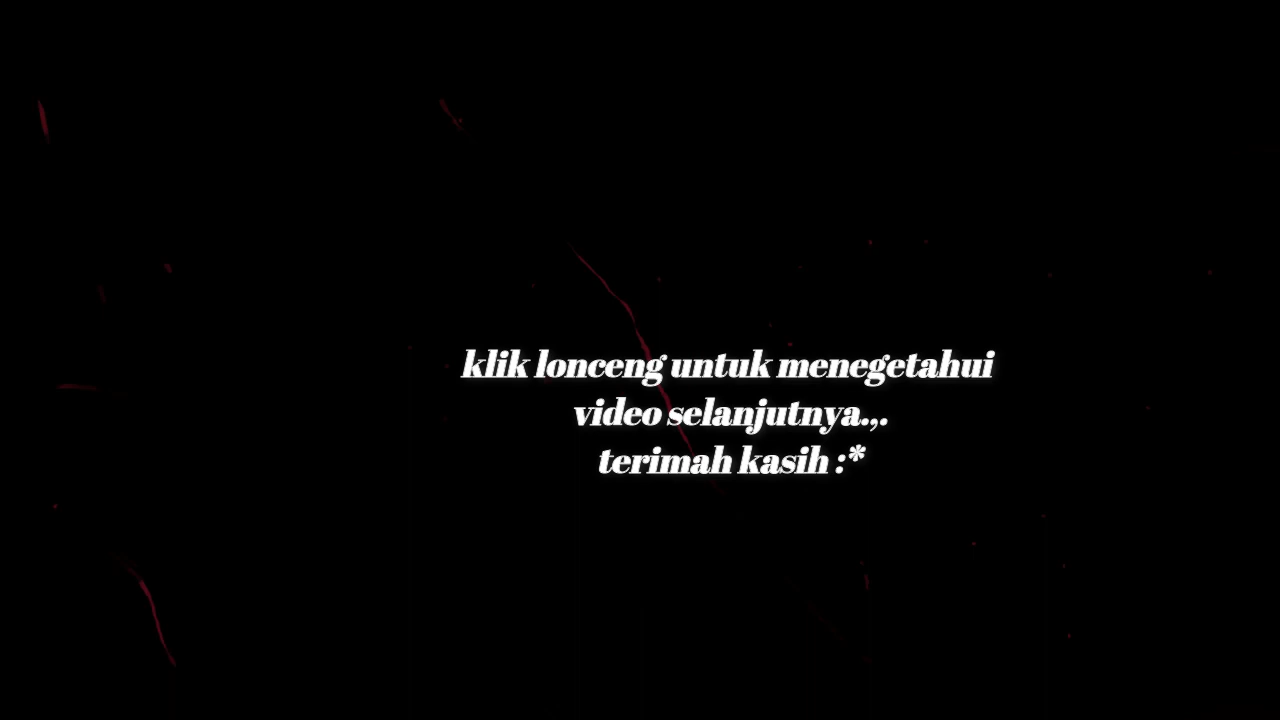 klik lonceng untuk menegetahui
video selanjutnya.,.
terimah kasih :*